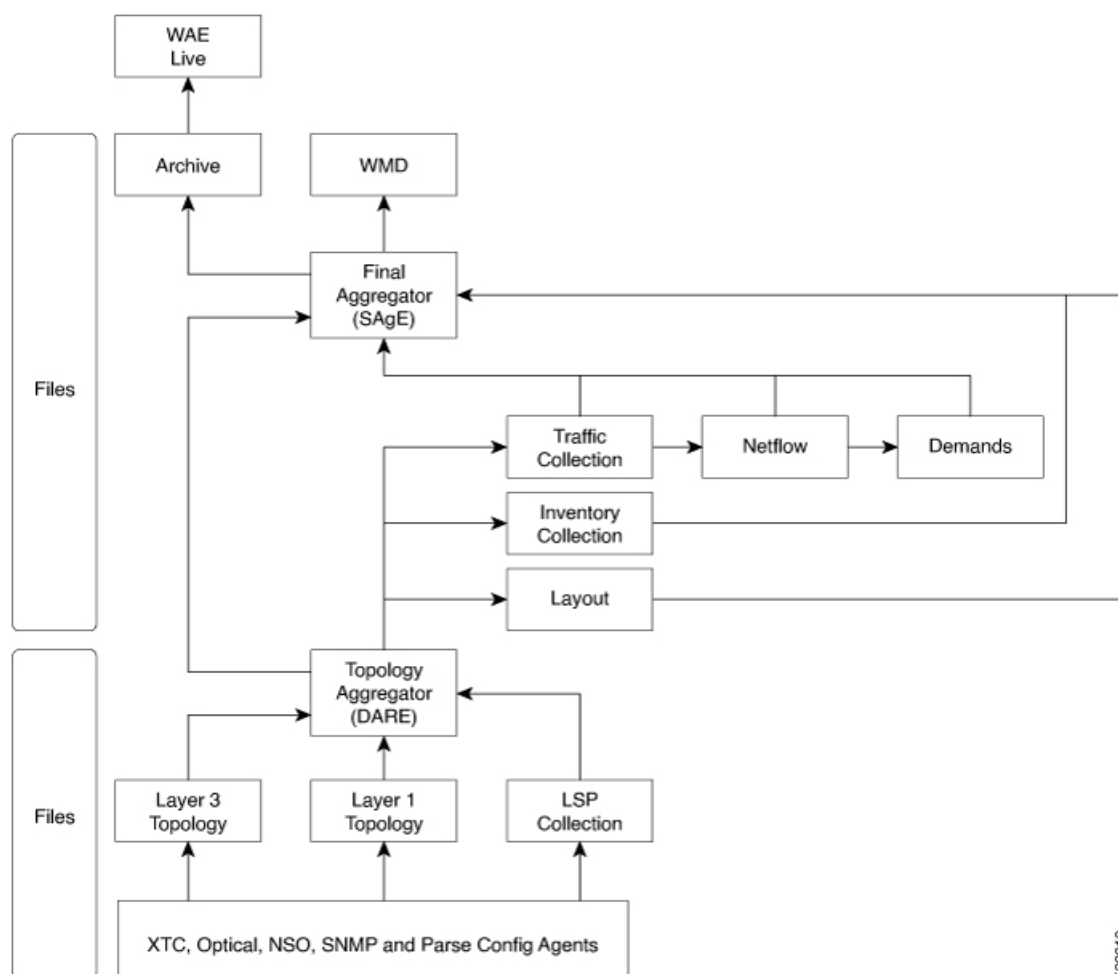 WAE
Live
Archive
WMD
Final
Aggregator
(SAgE)
Files
Traffic
Collection
Netflow
Demands
Inventory
Collection
Layout
Topology
Aggregator
(DARE)
Files
Layer 3
Topology
Layer 1
Topology
LSP
Collection
XTC, Optical, NSO, SNMP and Parse Config Agents